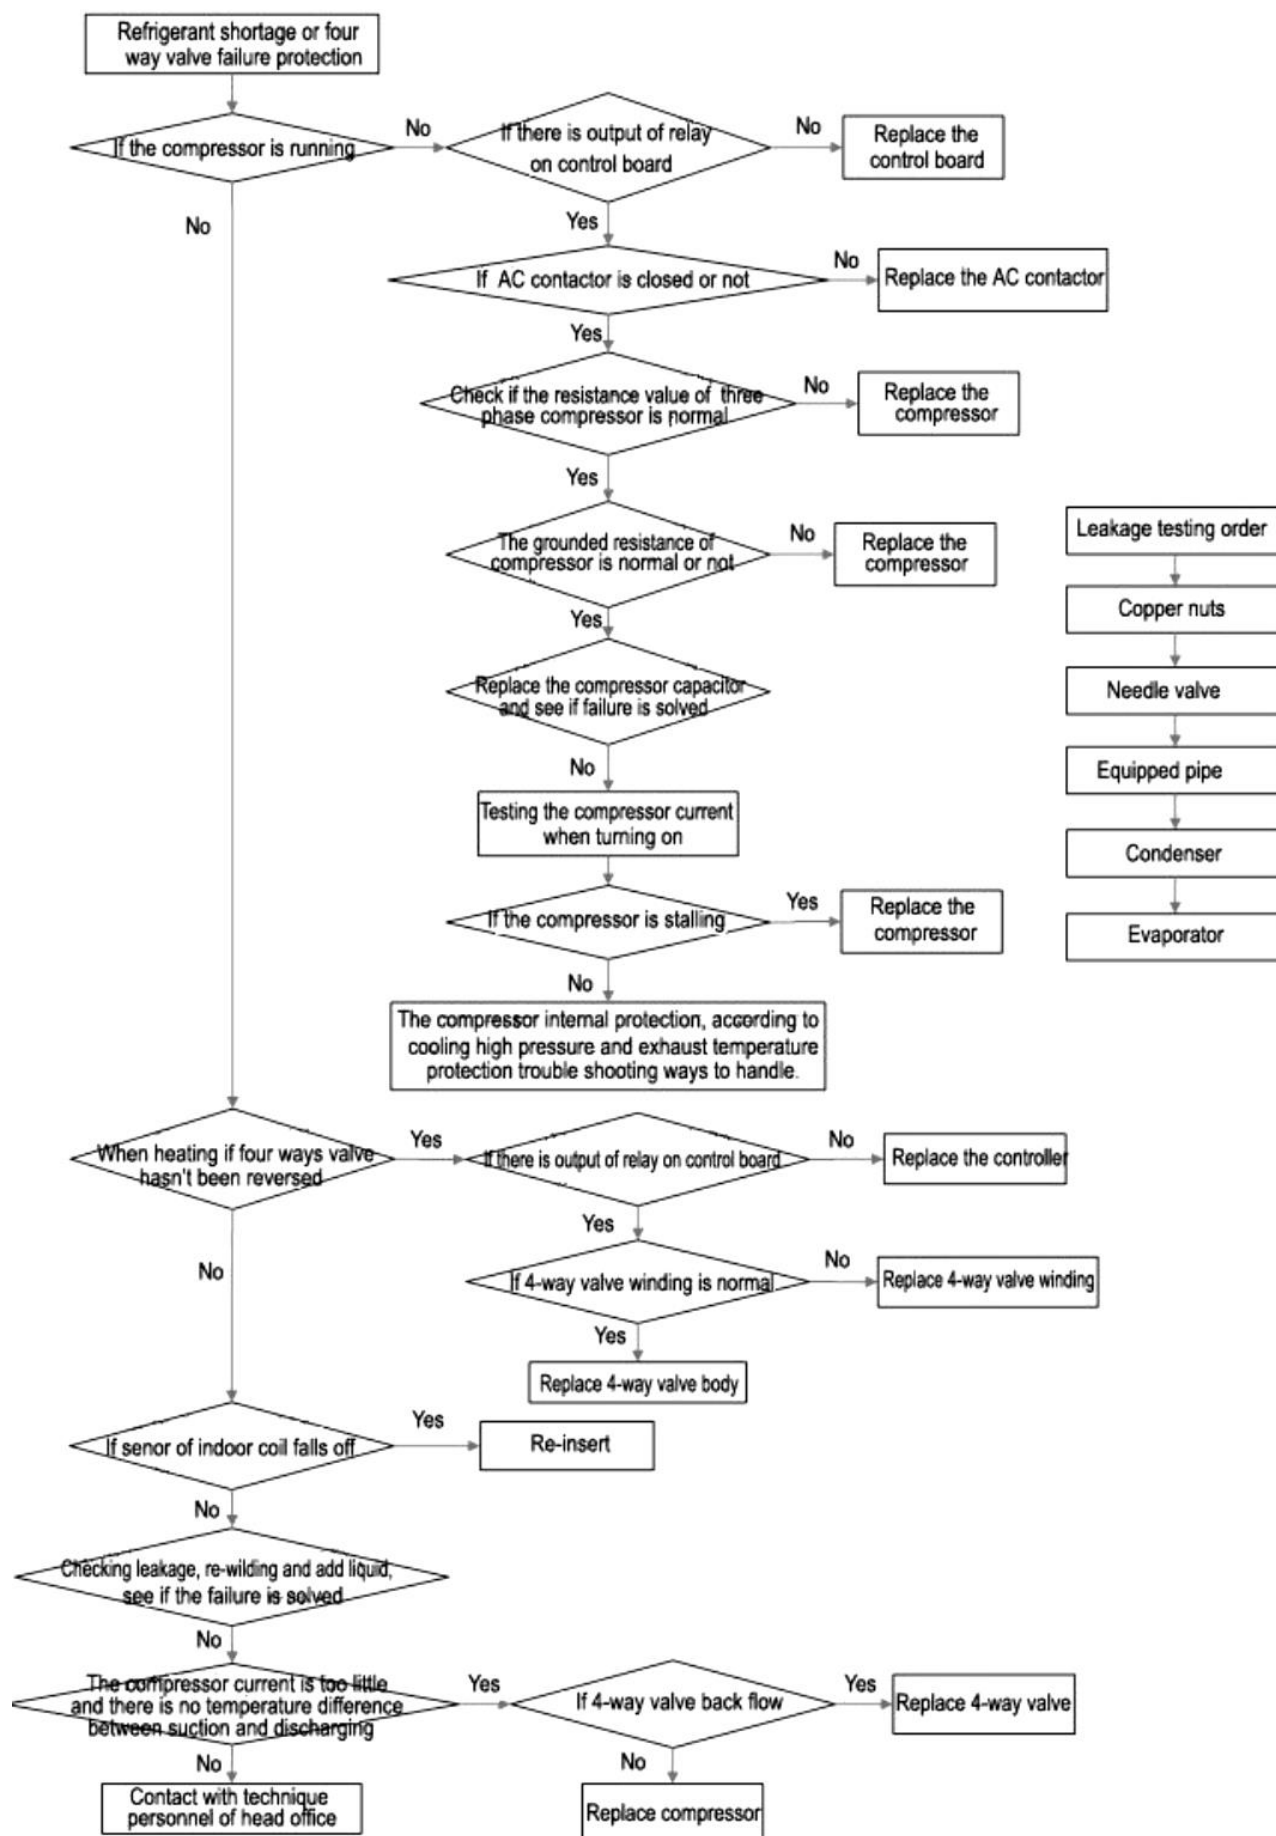 Refrigerant shortage or four
way valve failure protection
If the compressor is running
No
If there is output of relay
on control board
No
Replace the
control board
No
Yes
If AC contactor is closed or not
No
Replace the AC contactor
Yes
Check if the resistance value of three
phase compressor is normal
No
Replace the
compressor
Yes
The grounded resistance of
compressor is normal or not
No
Replace the
compressor
Yes
Replace the compressor capacitor
and see if failure is solved
No
Testing the compressor current
when turning on
If the compressor is stalling
Yes
Replace the
compressor
No
The compressor internal protection, according to
cooling high pressure and exhaust temperature
protection trouble shooting ways to handle.
Leakage testing order
Copper nuts
Needle valve
Equipped pipe
Condenser
Evaporator
When heating if four ways valve
hasn't been reversed
Yes
If there is output of relay on control board
No
Replace the controller
Yes
No
If 4-way valve winding is normal
No
Replace 4-way valve winding
Yes
Replace 4-way valve body
If senor of indoor coil falls off
Yes
Re-insert
No
Checking leakage, re-wilding and add liquid,
see if the failure is solved
No
The compressor current is too little
and there is no temperature difference
between suction and discharging
Yes
If 4-way valve back flow
Yes
Replace 4-way valve
No
No
Contact with technique
personnel of head office
Replace compressor